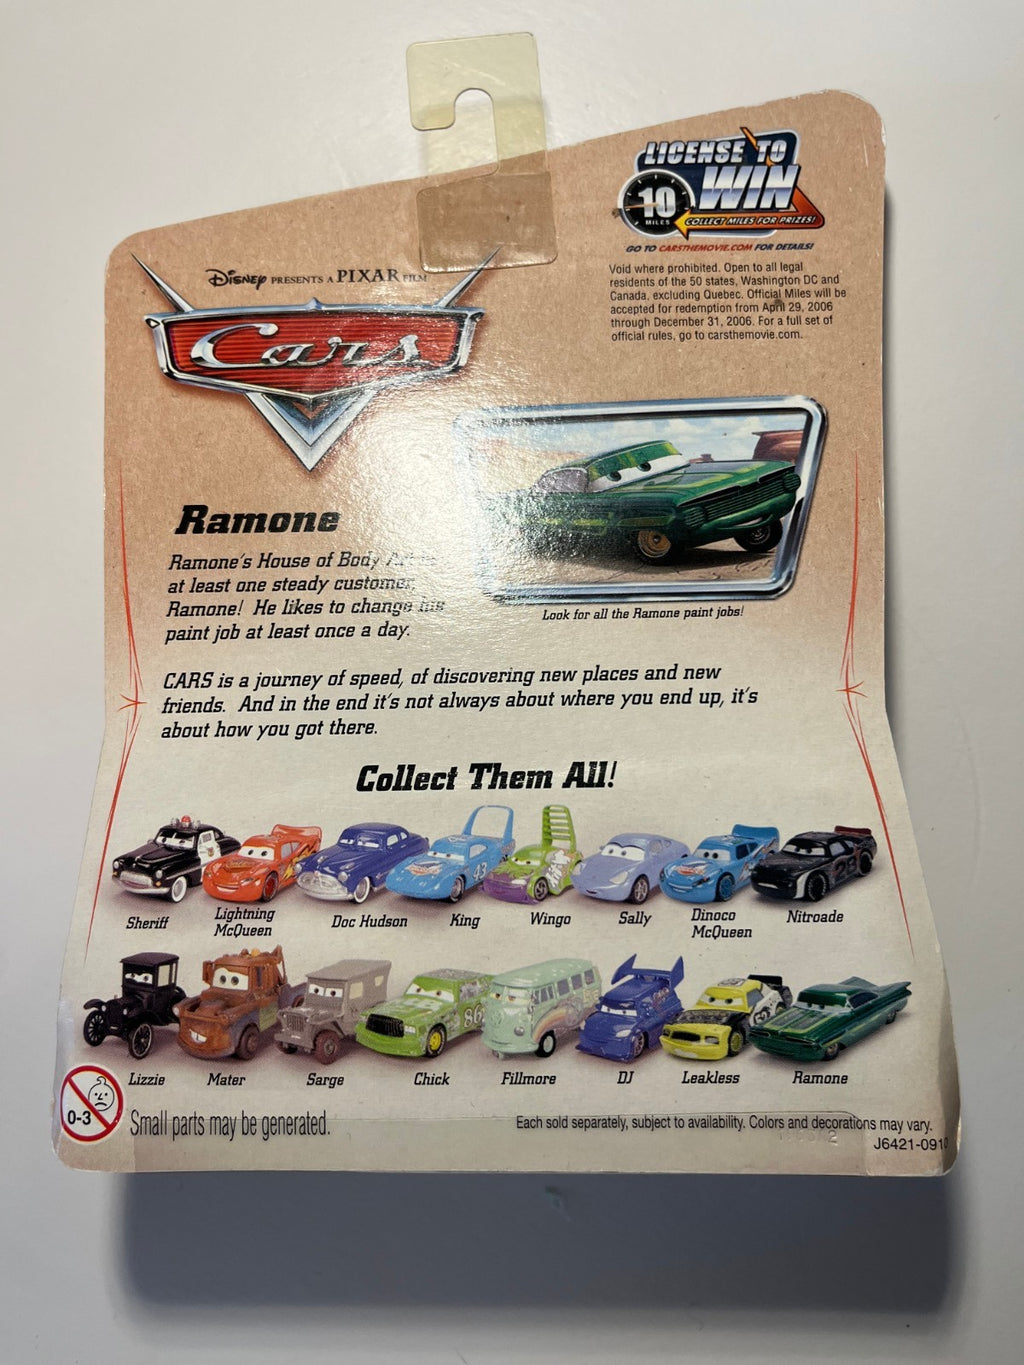 Disney PRESENTS A PIXAR FILM
Cars
LICENSE TO
WIN
10
MILES
COLLECT MILES FOR PRIZES!
GO TO CARSTHEMOVIE.COM FOR DETAILS!
Void where prohibited. Open to all legal
residents of the 50 states, Washington DC and
Canada, excluding Quebec. Official Miles will be
accepted for redemption from April 29, 2006
through December 31, 2006. For a full set of
official rules, go to carsthemovie.com.
Ramone
Ramone's House of Body
at least one steady customer,
Ramone! He likes to change his
paint job at least once a day.
Look for all the Ramone paint jobs!
CARS is a journey of speed, of discovering new places and new
friends. And in the end it's not always about where you end up, it's
about how you got there.
Collect Them All!
Sheriff
Lightning
McQueen
Doc Hudson
King
Wingo
Sally
Dinoco
McQueen
Nitroade
Lizzie
Mater
Sarge
Chick
Fillmore
DJ
Leakless
Ramone
0-3
Small parts may be generated.
Each sold separately, subject to availability. Colors and decorations may vary.
J6421-0910